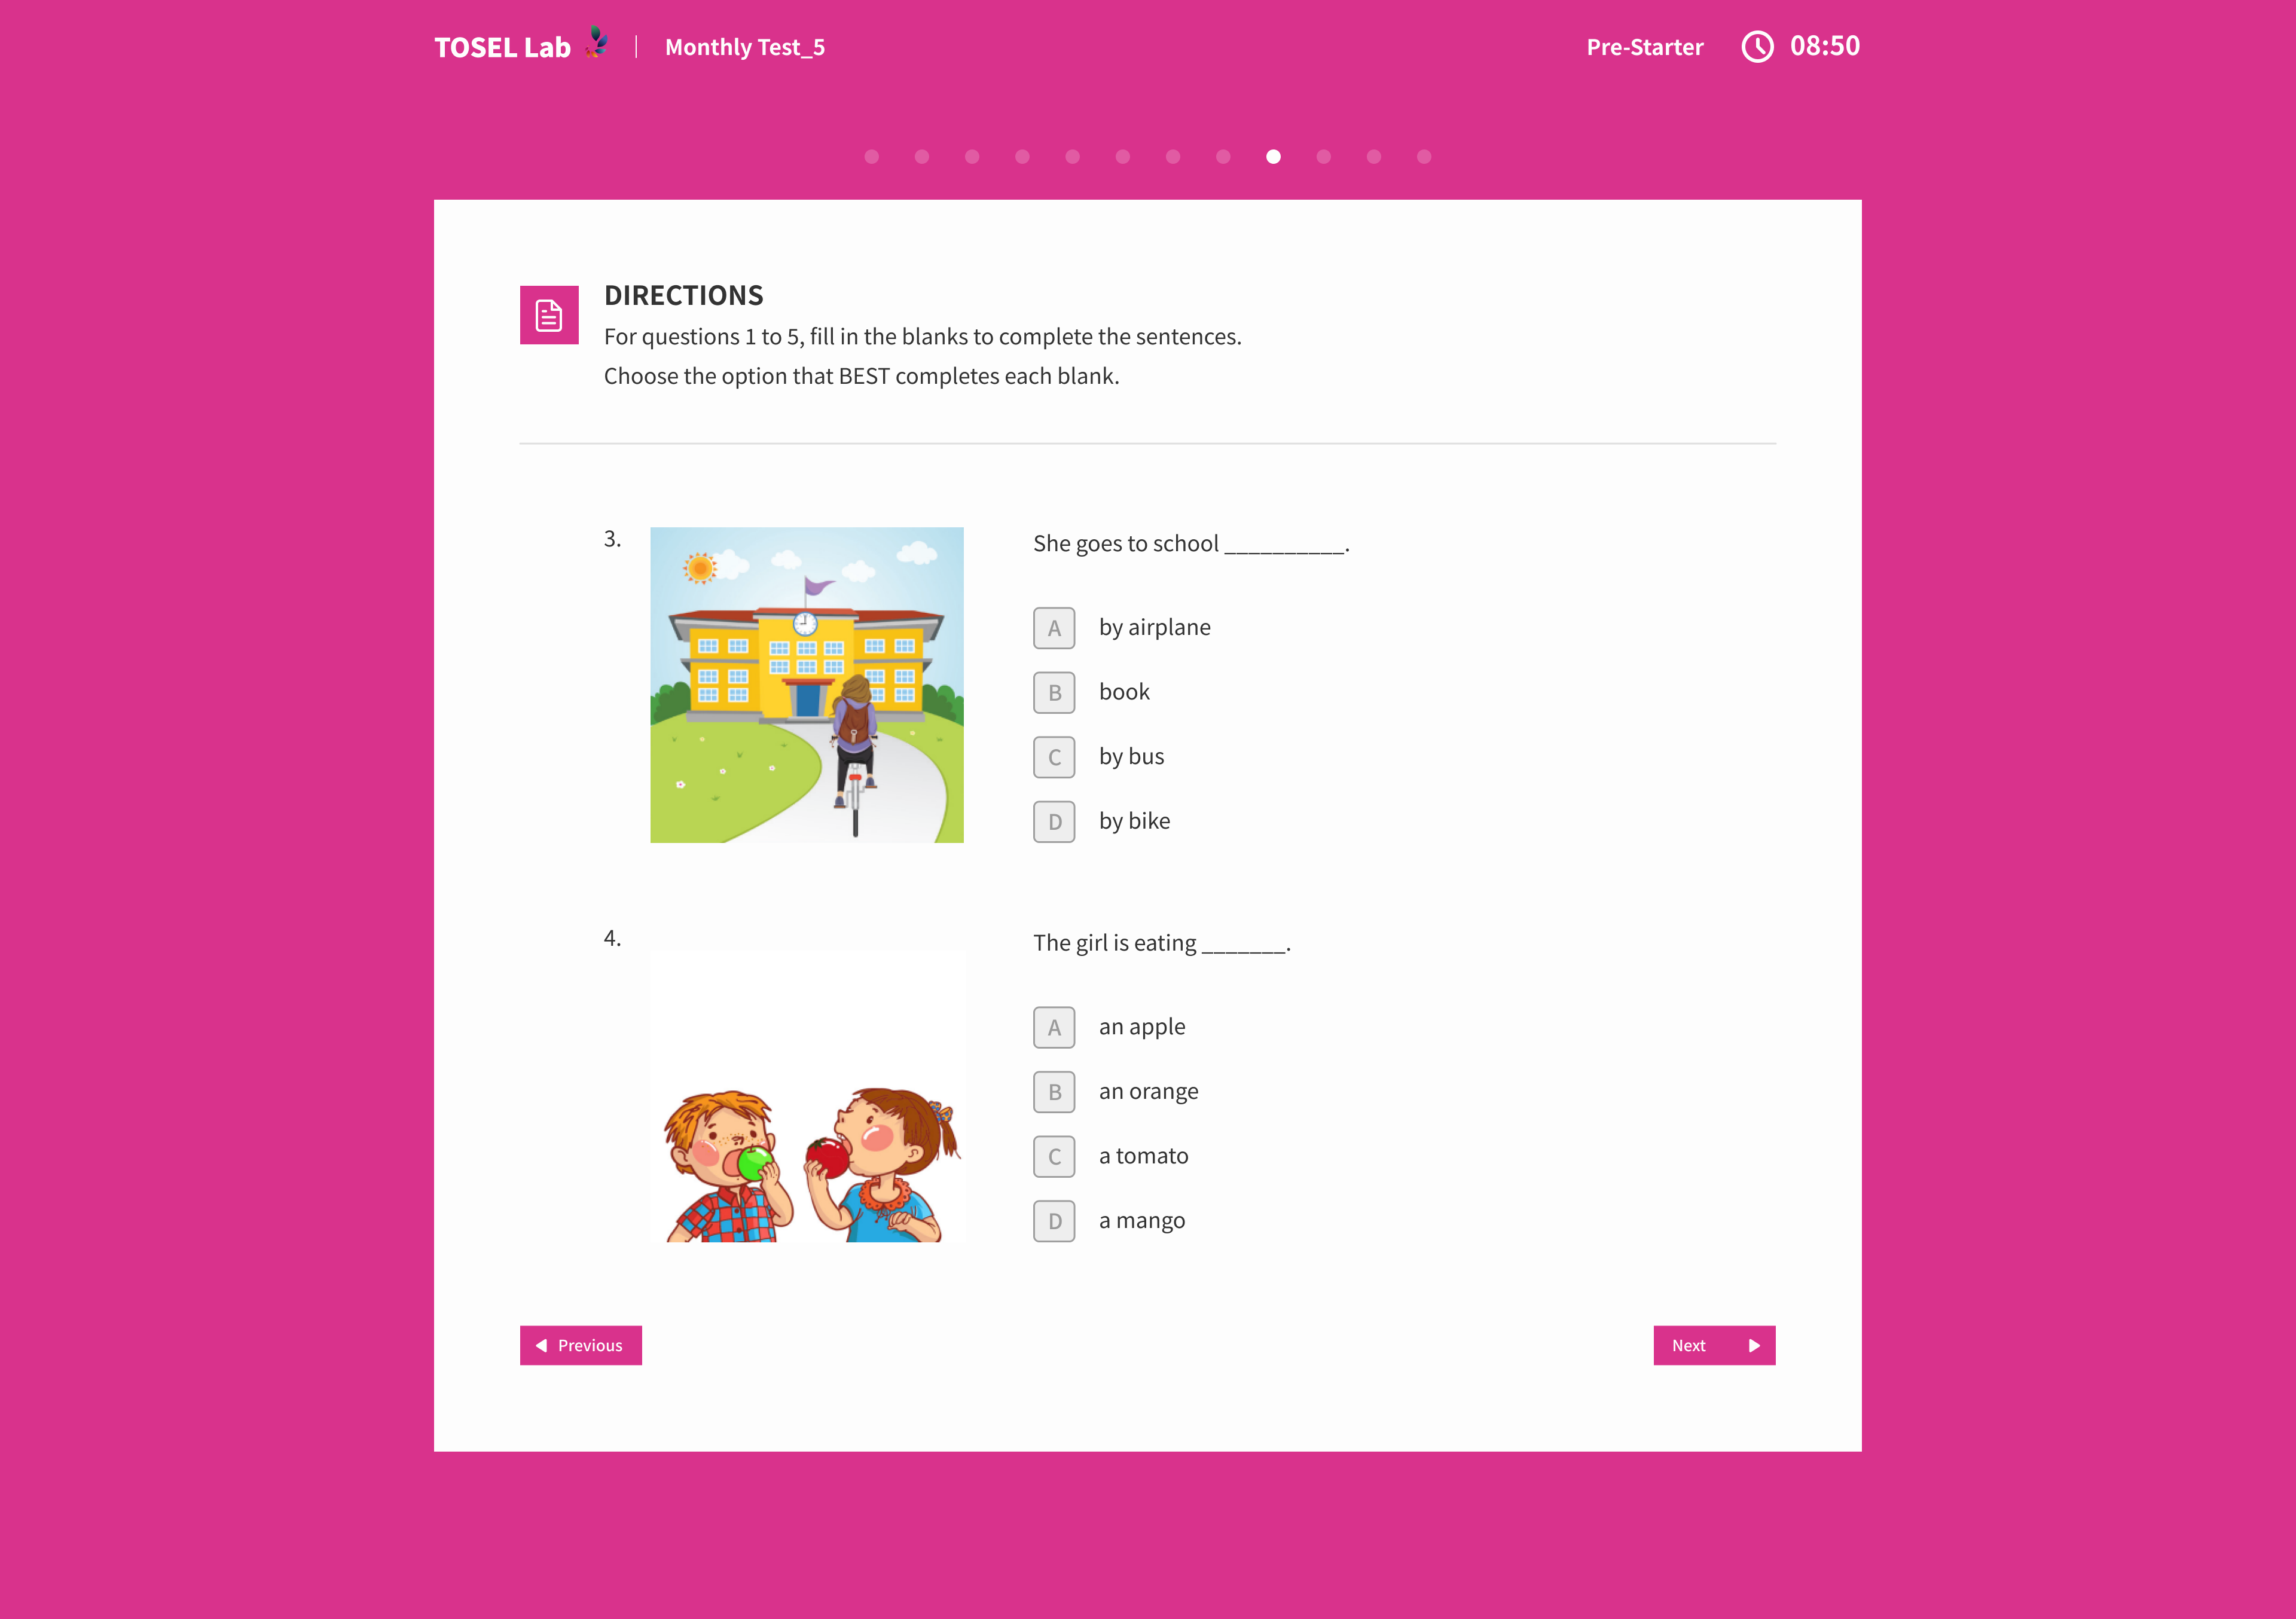 TOSEL Lab | Monthly Test_5
Pre-Starter 08:50
DIRECTIONS
For questions 1 to 5, fill in the blanks to complete the sentences.
Choose the option that BEST completes each blank.
3.
She goes to school __________.
A by airplane
B book
C by bus
D by bike
4.
The girl is eating _______.
A an apple
B an orange
C a tomato
D a mango
Previous
Next